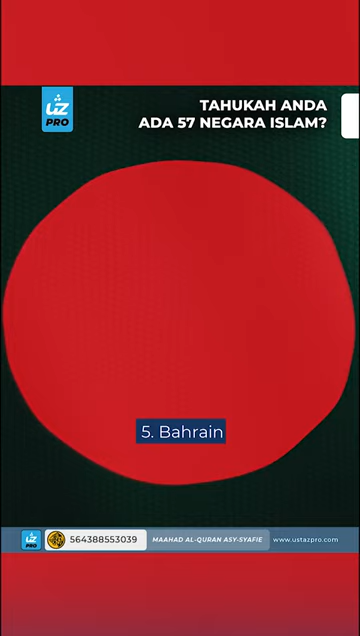 UZ
PRO
TAHUKAH ANDA
ADA 57 NEGARA ISLAM?
5. Bahrain
UZ
PRO
564388553039
MAAHAD AL-QURAN ASY-SYAFIE
www.ustazpro.com